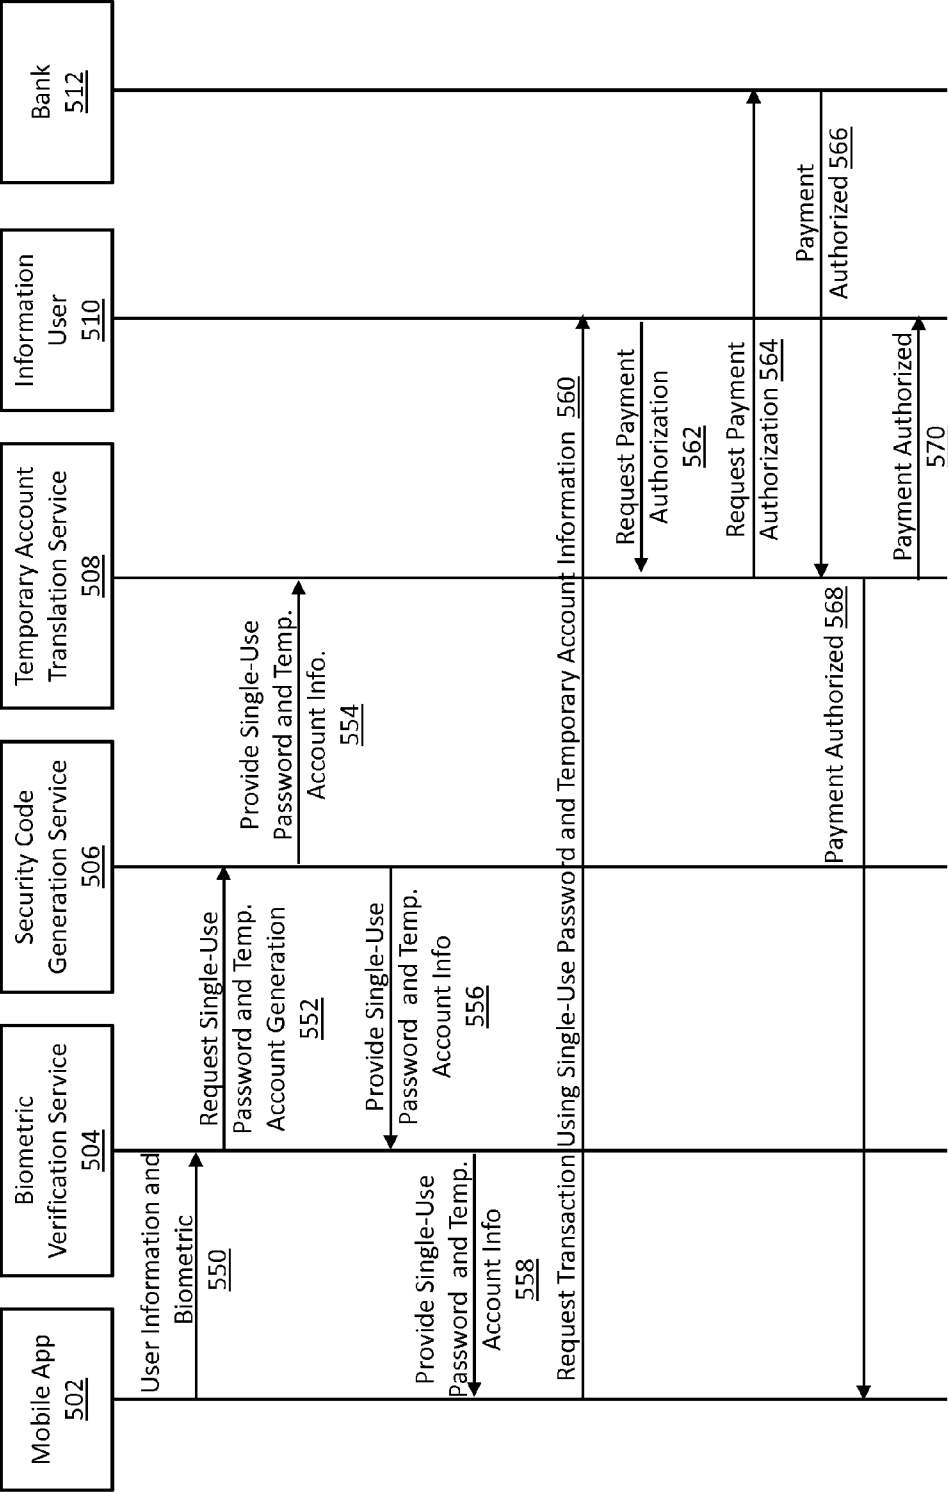 Mobile App
502
Biometric
Verification Service
504
Security Code
Generation Service
506
Temporary Account
Translation Service
508
Information
User
510
Bank
512
User Information and
Biometric
550
Request Single-Use
Password and Temp.
Account Generation
552
Provide Single-Use
Password and Temp.
Account Info.
554
Provide Single-Use
Password and Temp.
Account Info
556
Provide Single-Use
Password and Temp.
Account Info
558
Request Transaction Using Single-Use Password and Temporary Account Information 560
Request Payment
Authorization
562
Request Payment
Authorization 564
Payment
Authorized 566
Payment Authorized 568
Payment Authorized
570